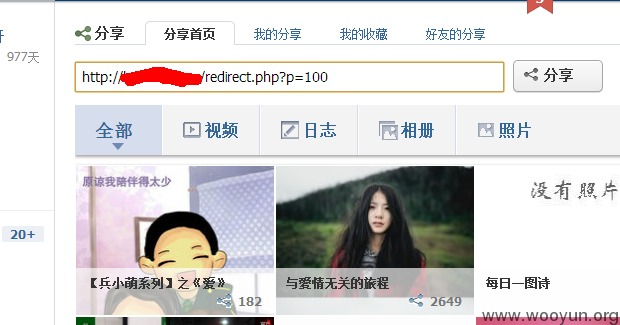 977天
分享
分享首页
我的分享
我的收藏
好友的分享
http:// /redirect.php?p=100
分享
全部
视频
日志
相册
照片
原谅我陪伴得太少
没有照片
20+
【兵小萌系列】之《爱》
182
与愛情无关的旅程
2649
每日一图诗
www.wooyun.org